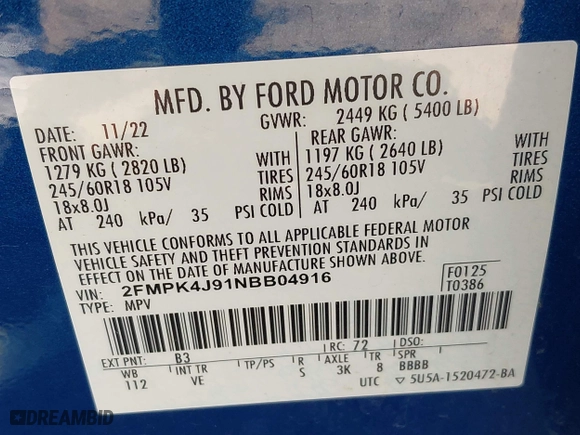 MFD. BY FORD MOTOR CO.
DATE: 11/22 GVWR: 2449 KG ( 5400 LB)
FRONT GAWR: REAR GAWR:
1279 KG ( 2820 LB) WITH 1197 KG ( 2640 LB) WITH
245/60R18 105V TIRES 245/60R18 105V TIRES
18x8.0J RIMS 18x8.0J RIMS
AT 240 kPa/ 35 PSI COLD AT 240 kPa/ 35 PSI COLD
THIS VEHICLE CONFORMS TO ALL APPLICABLE FEDERAL MOTOR
VEHICLE SAFETY AND THEFT PREVENTION STANDARDS IN
EFFECT ON THE DATE OF MANUFACTURE SHOWN ABOVE.
VIN: 2FMPK4J91NBB04916 F0125
TYPE: MPV T0386
EXT PNT: B3 RC: 72 DSO:
WB INT TR TP/PS R AXLE TR SPR
112 VE S 3K 8 BBBB
UTC ▽ 5U5A-1520472-BA
DREAMBID